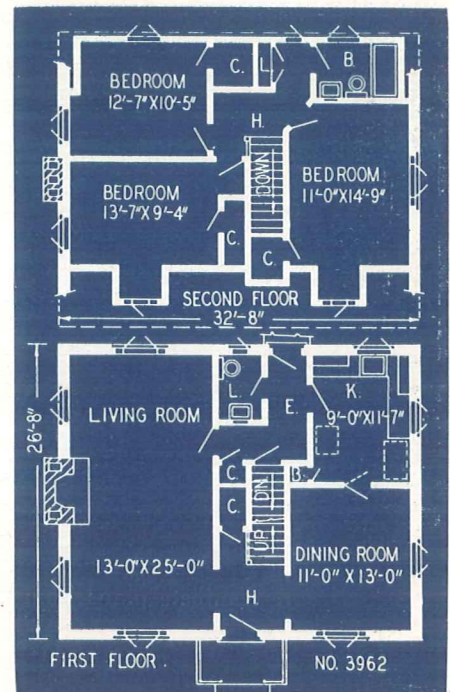 BEDROOM
12'-7"X10'-5"
C.
L.
B.
H.
BEDROOM
13'-7"X9'-4"
DOWN
BEDROOM
11'-0"X14'-9"
C.
C.
SECOND FLOOR
32'-8"
26'-8"
LIVING ROOM
L.
E.
K.
9'-0"X11'-7"
C.
C.
B.
UP
DN.
13'-0"X25'-0"
H.
DINING ROOM
11'-0" X 13'-0"
FIRST FLOOR.
NO. 3962